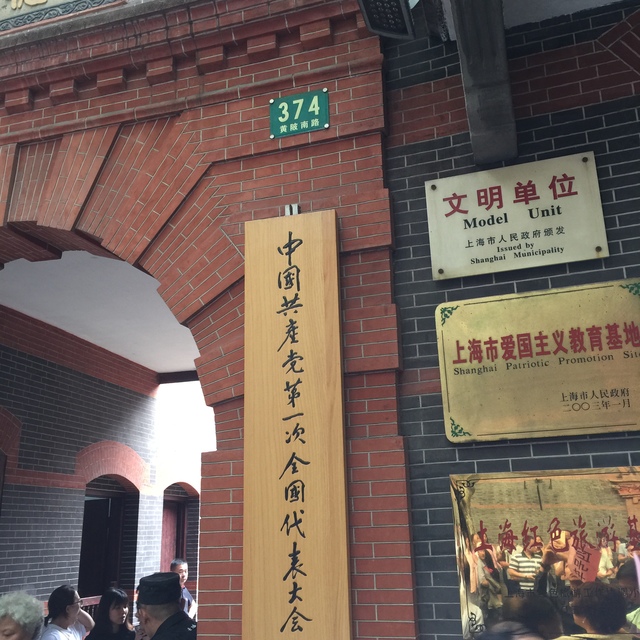 374
黄陂南路
中国共产党第一次全国代表大会
文明单位
Model Unit
上海市人民政府颁发
Issued by
Shanghai Municipality
上海市爱国主义教育基地
Shanghai Patriotic Promotion Site
上海市人民政府
二〇〇三年一月
上海红色旅游基